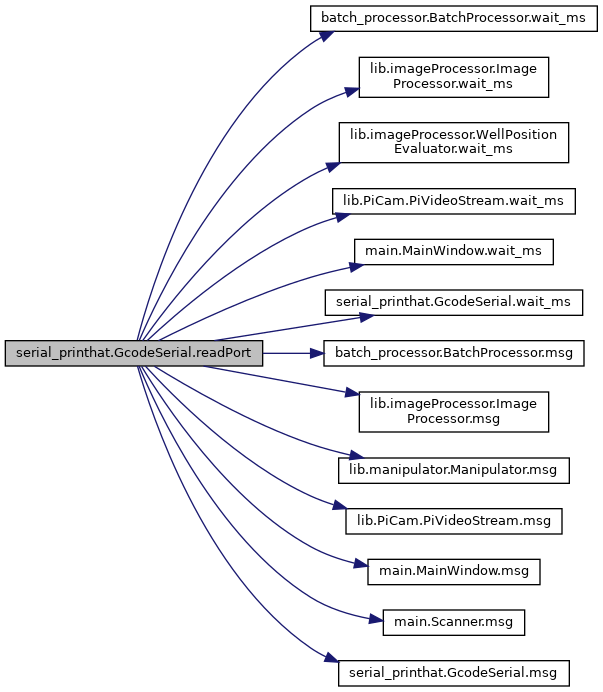 batch_processor.BatchProcessor.wait_ms
lib.imageProcessor.Image
Processor.wait_ms
lib.imageProcessor.WellPosition
Evaluator.wait_ms
lib.PiCam.PiVideoStream.wait_ms
main.MainWindow.wait_ms
serial_printhat.GcodeSerial.wait_ms
serial_printhat.GcodeSerial.readPort
batch_processor.BatchProcessor.msg
lib.imageProcessor.Image
Processor.msg
lib.manipulator.Manipulator.msg
lib.PiCam.PiVideoStream.msg
main.MainWindow.msg
main.Scanner.msg
serial_printhat.GcodeSerial.msg